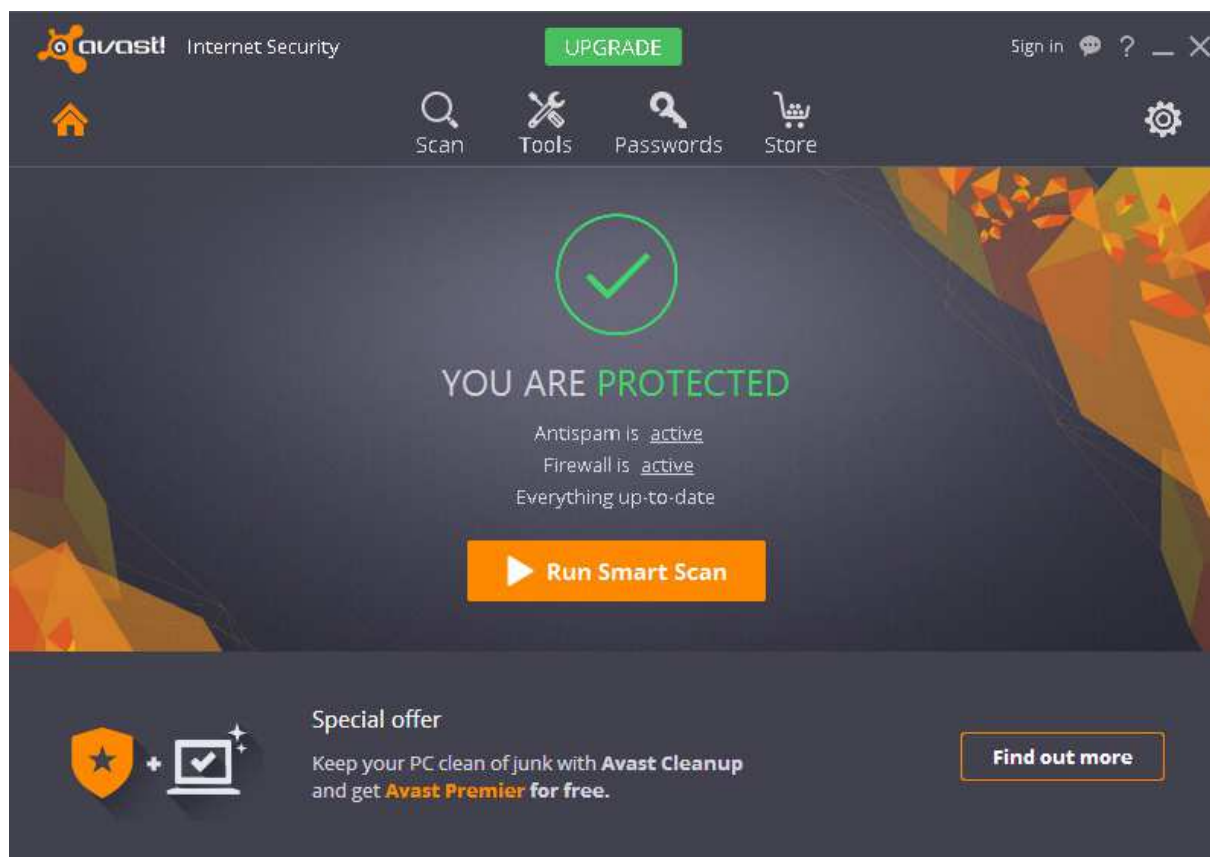 avast! Internet Security UPGRADE Sign in ?
Scan Tools Passwords Store
YOU ARE PROTECTED
Antispam is active
Firewall is active
Everything up-to-date
Run Smart Scan
Special offer
Keep your PC clean of junk with Avast Cleanup
and get Avast Premier for free.
Find out more